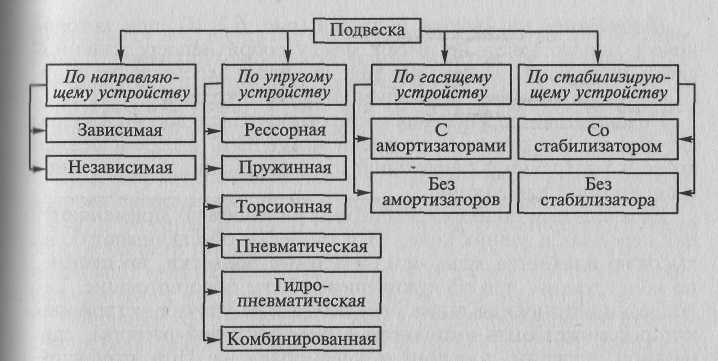 Подвеска
По направляю-
щему устройству
Зависимая
Независимая
По упругому
устройству
Рессорная
Пружинная
Торсионная
Пневматическая
Гидро-
пневматическая
Комбинированная
По гасящему
устройству
С
амортизаторами
Без
амортизаторов
По стабилизирую-
щему устройству
Со
стабилизатором
Без
стабилизатора